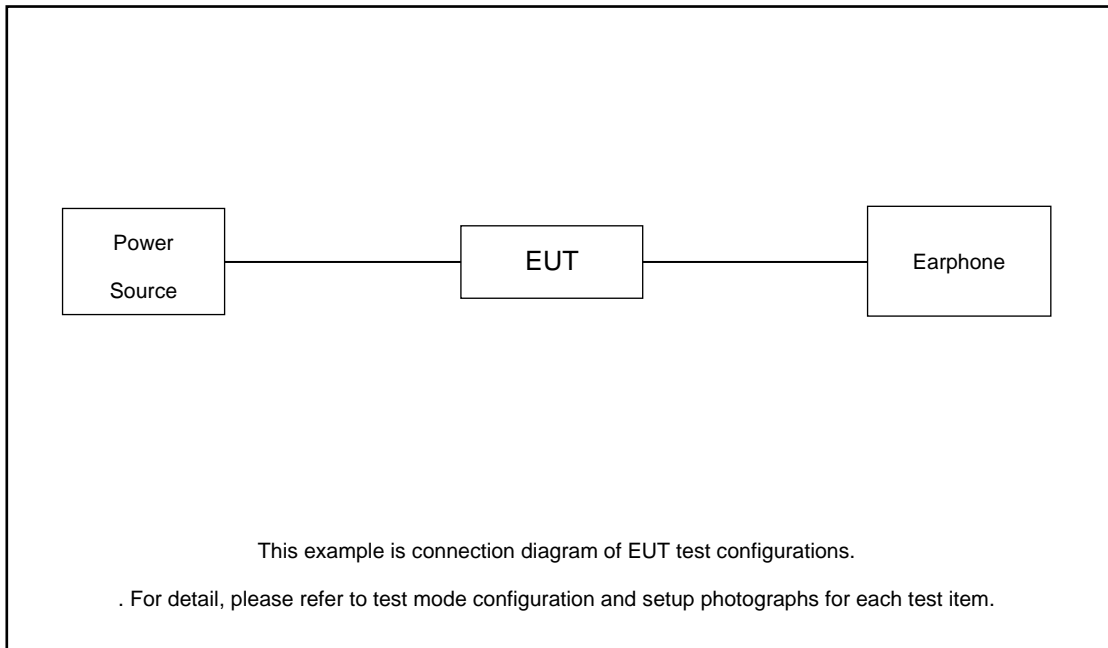 Power
Source
EUT
Earphone
This example is connection diagram of EUT test configurations.
. For detail, please refer to test mode configuration and setup photographs for each test item.